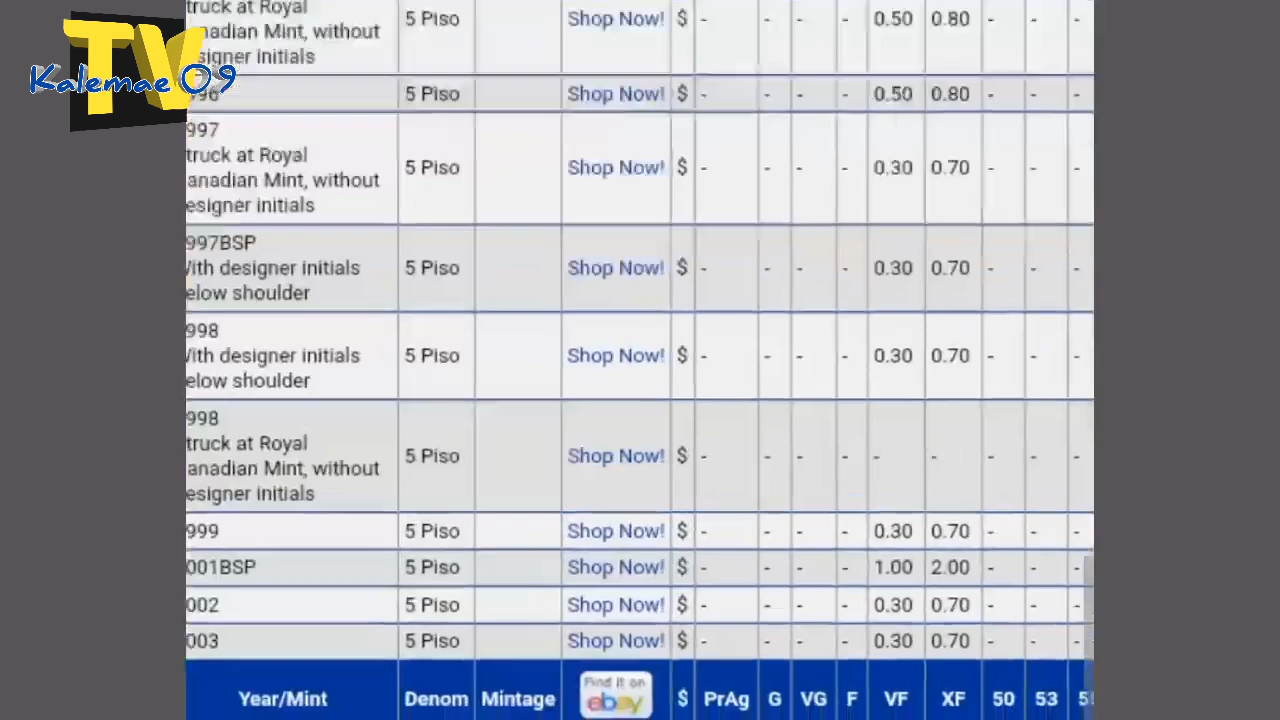 TV
Kalemae 09
truck at Royal
nadian Mint, without
signer initials
5 Piso Shop Now! $ - - - - 0.50 0.80 - - -
996 5 Piso Shop Now! $ - - - - 0.50 0.80 - - -
997
truck at Royal
anadian Mint, without
esigner initials
5 Piso Shop Now! $ - - - - 0.30 0.70 - - -
997BSP
ith designer initials
elow shoulder
5 Piso Shop Now! $ - - - - 0.30 0.70 - - -
998
ith designer initials
elow shoulder
5 Piso Shop Now! $ - - - - 0.30 0.70 - - -
998
truck at Royal
anadian Mint, without
esigner initials
5 Piso Shop Now! $ - - - - - - - - -
999 5 Piso Shop Now! $ - - - - 0.30 0.70 - - -
001BSP 5 Piso Shop Now! $ - - - - 1.00 2.00 - - -
002 5 Piso Shop Now! $ - - - - 0.30 0.70 - - -
003 5 Piso Shop Now! $ - - - - 0.30 0.70 - - -
Year/Mint Denom Mintage Find it on ebay $ PrAg G VG F VF XF 50 53